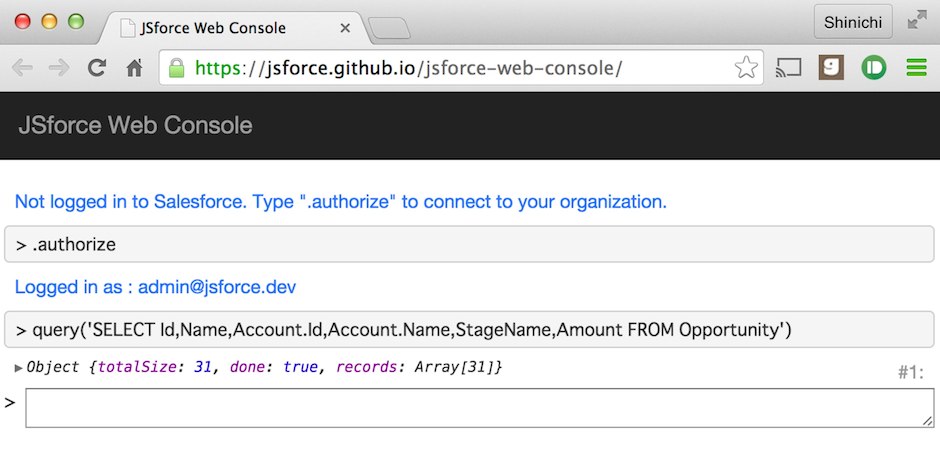 JSforce Web Console
Shinichi
https://jsforce.github.io/jsforce-web-console/
g
JSforce Web Console
Not logged in to Salesforce. Type ".authorize" to connect to your organization.
> .authorize
Logged in as : admin@jsforce.dev
> query('SELECT Id,Name,Account.Id,Account.Name,StageName,Amount FROM Opportunity')
▶Object {totalSize: 31, done: true, records: Array[31]}
#1:
>